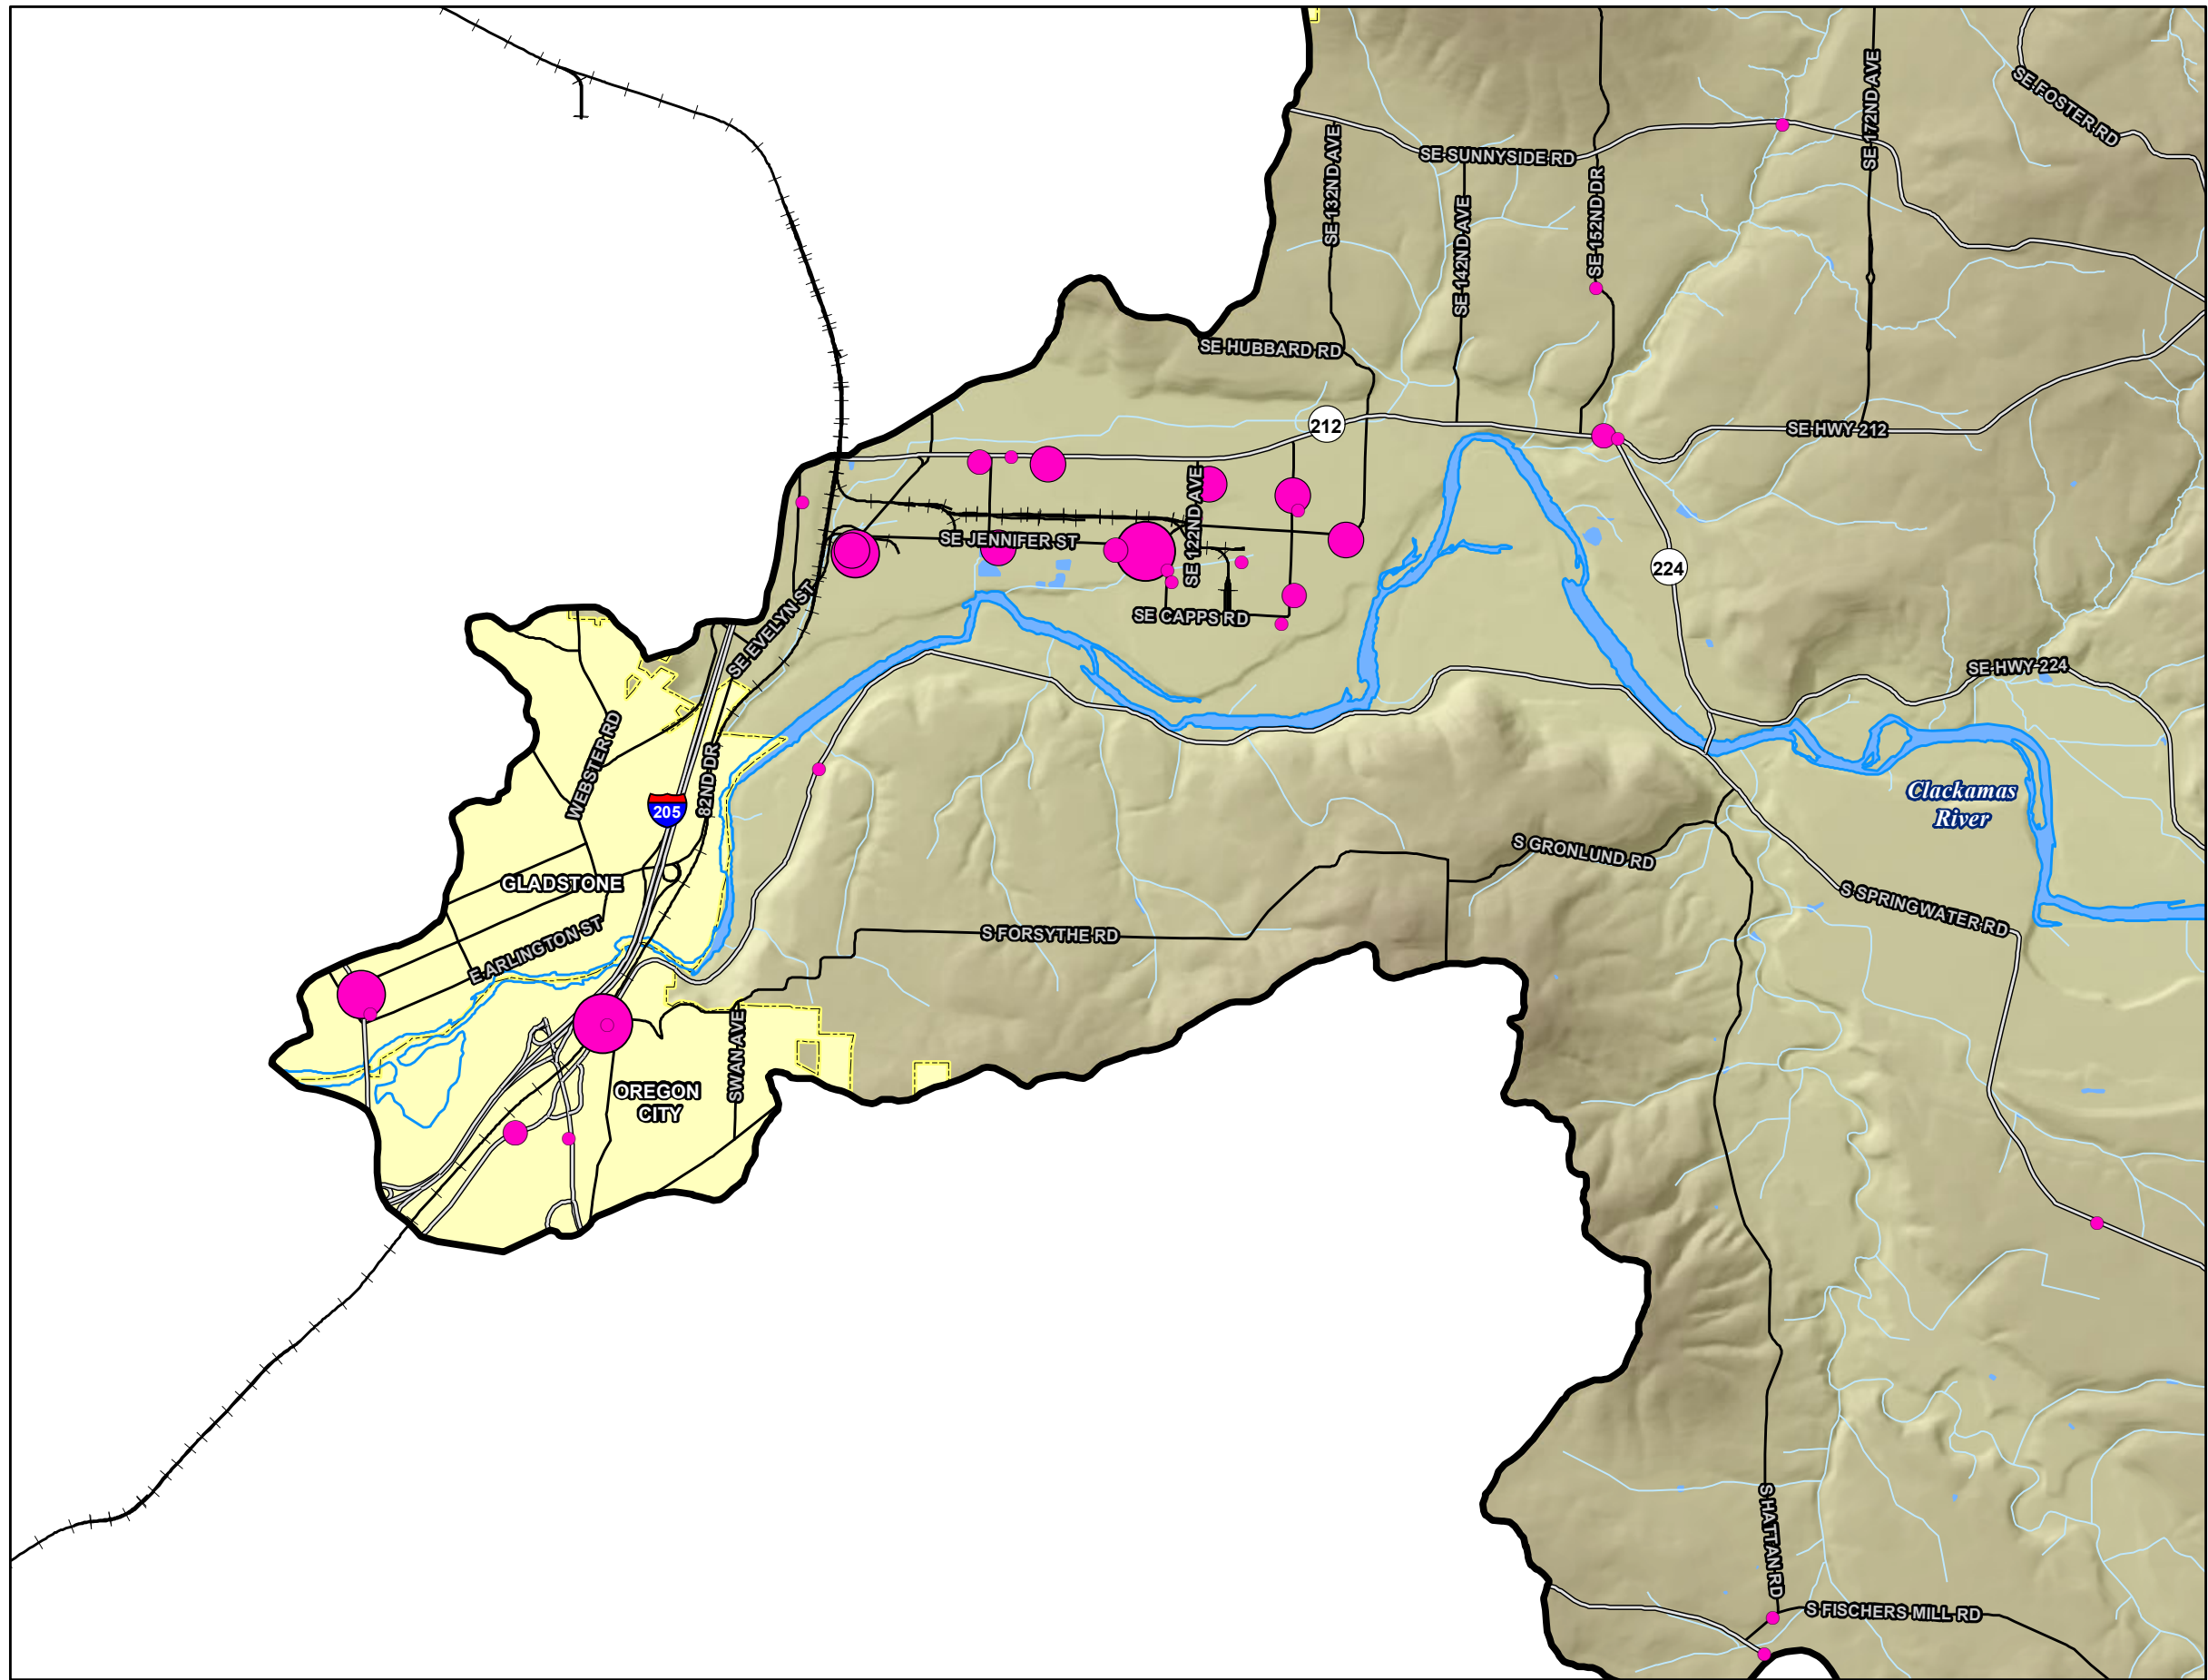 SE FOSTER RD
SE 172ND AVE
SE SUNNYSIDE RD
SE 132ND AVE
SE 152ND DR
SE 142ND AVE
SE HUBBARD RD
212
SE HWY 212
SE 122ND AVE
SE JENNIFER ST
224
SE CAPPS RD
SE EVELYN ST
SE HWY 224
WEBSTER RD
82ND DR
205
Clackamas
River
S GRONLUND RD
GLADSTONE
S SPRINGWATER RD
E ARLINGTON ST
S FORSYTHE RD
SWAN AVE
OREGON
CITY
S HATTAN RD
S FISCHERS MILL RD